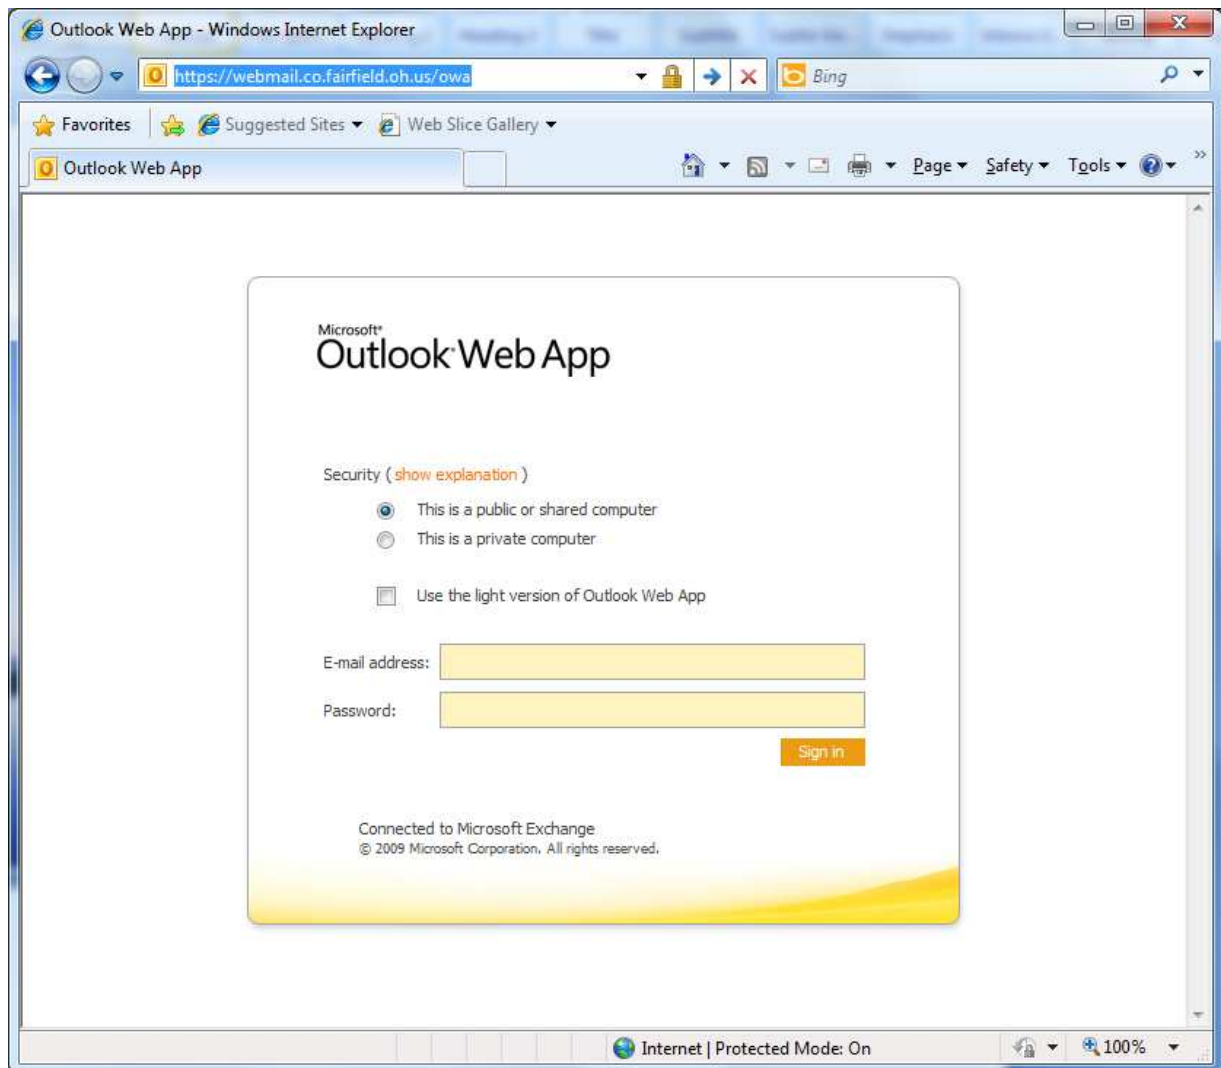 Outlook Web App - Windows Internet Explorer
https://webmail.co.fairfield.oh.us/owa
Bing
Favorites Suggested Sites Web Slice Gallery
Outlook Web App
Page Safety Tools
Microsoft®
Outlook® Web App
Security ( show explanation )
This is a public or shared computer
This is a private computer
Use the light version of Outlook Web App
E-mail address:
Password:
Sign in
Connected to Microsoft Exchange
© 2009 Microsoft Corporation. All rights reserved.
Internet | Protected Mode: On
100%